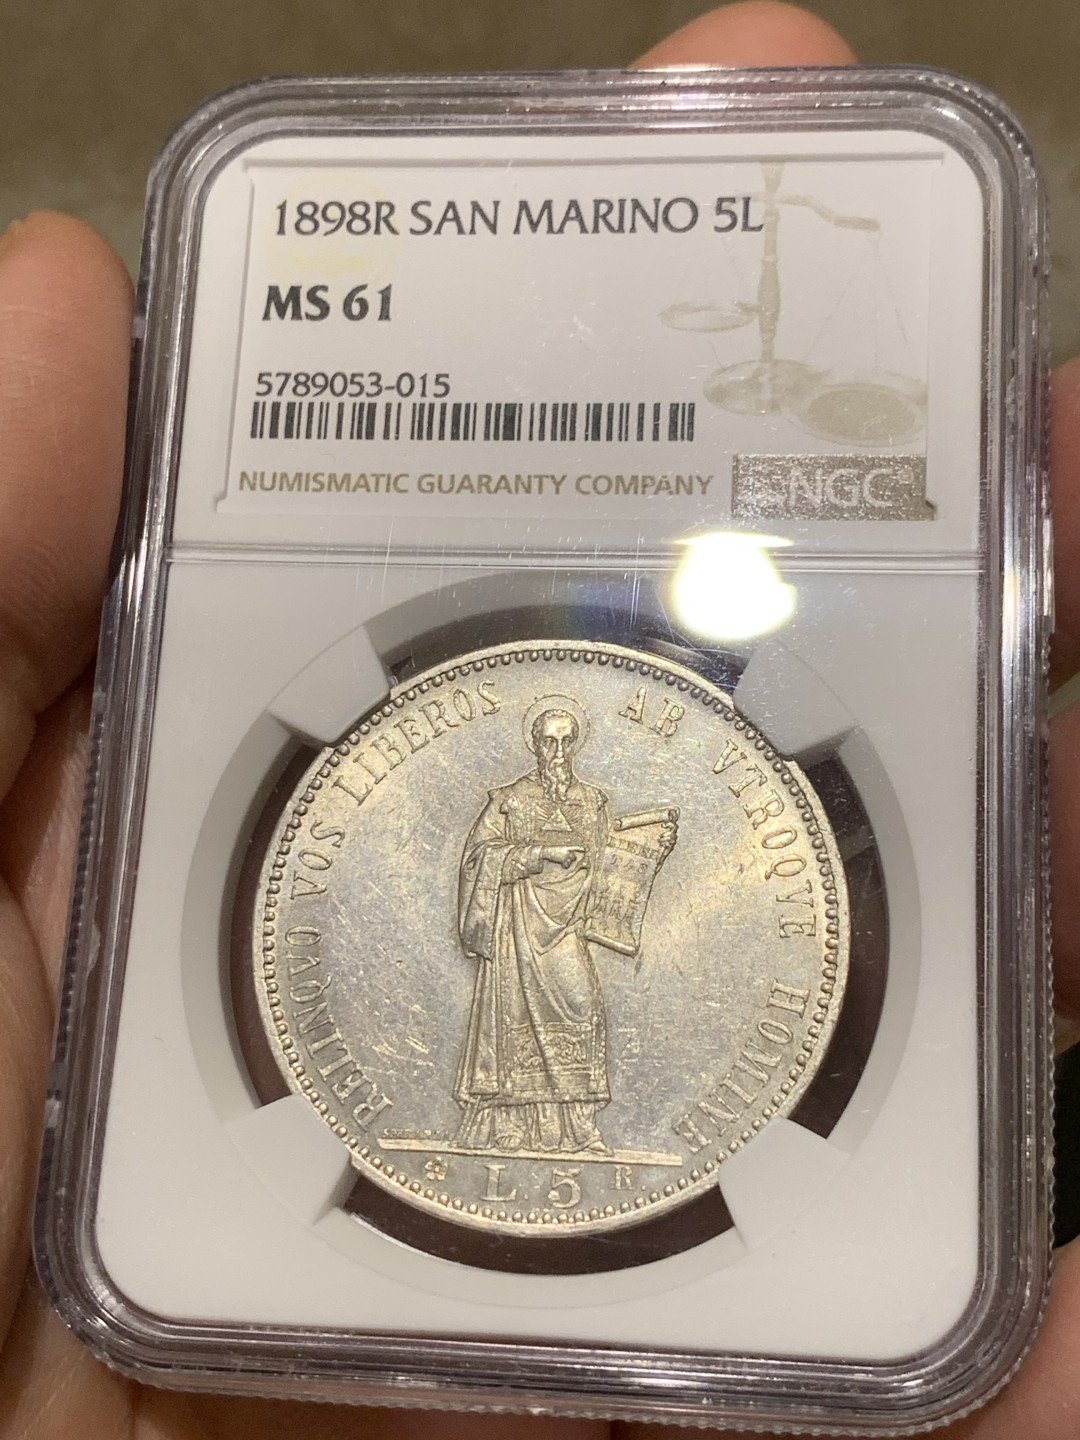 1898R SAN MARINO 5L
MS 61
5789053-015
NUMISMATIC GUARANTY COMPANY
NGC
RELINQVO VOS LIBEROS AB VTROQVE HOMINE
L. 5 R.